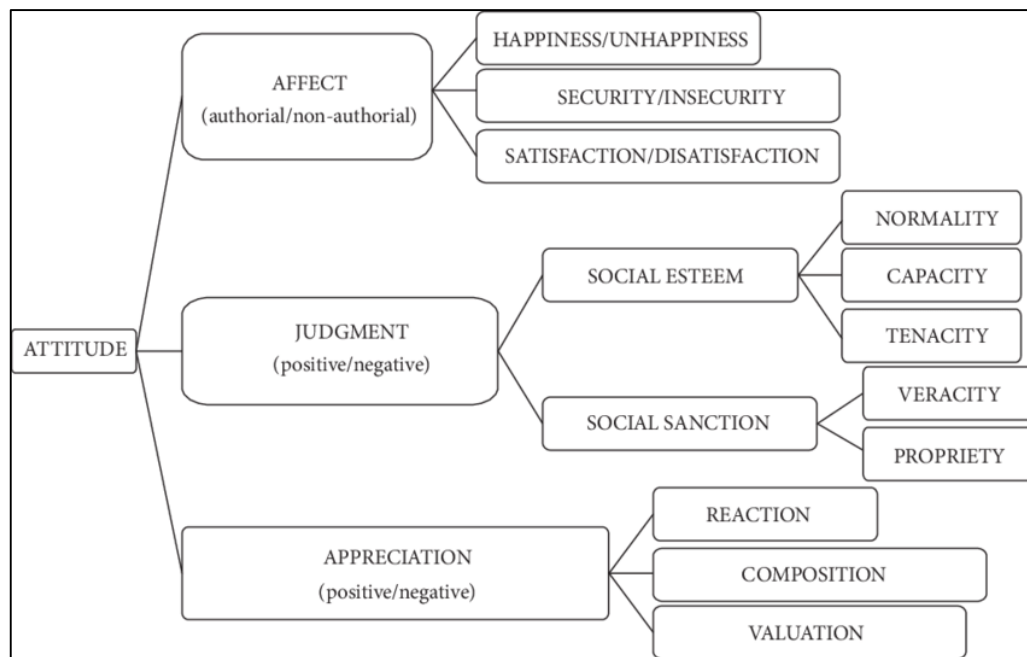 HAPPINESS/UNHAPPINESS
AFFECT
(authorial/non-authorial)
SECURITY/INSECURITY
SATISFACTION/DISATISFACTION
NORMALITY
SOCIAL ESTEEM
CAPACITY
TENACITY
JUDGMENT
(positive/negative)
ATTITUDE
VERACITY
SOCIAL SANCTION
PROPRIETY
REACTION
APPRECIATION
(positive/negative)
COMPOSITION
VALUATION